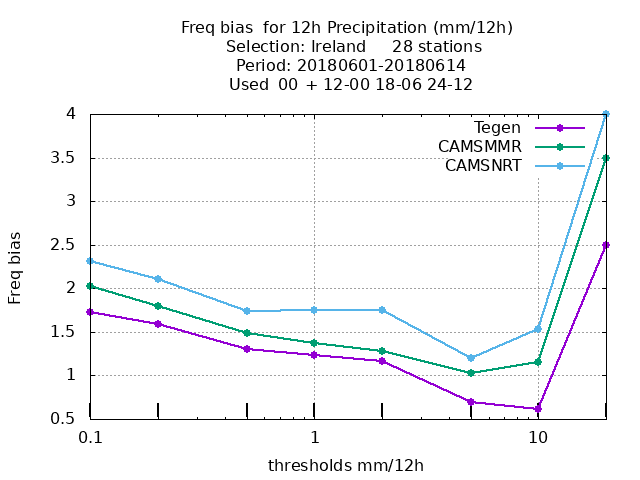 Freq bias  for 12h Precipitation (mm/12h)
Selection: Ireland     28 stations
Period: 20180601-20180614
Used  00 + 12-00 18-06 24-12
Tegen
CAMSMMR
CAMSNRT
4
3.5
3
2.5
2
1.5
1
0.5
Freq bias
0.1
1
10
thresholds mm/12h